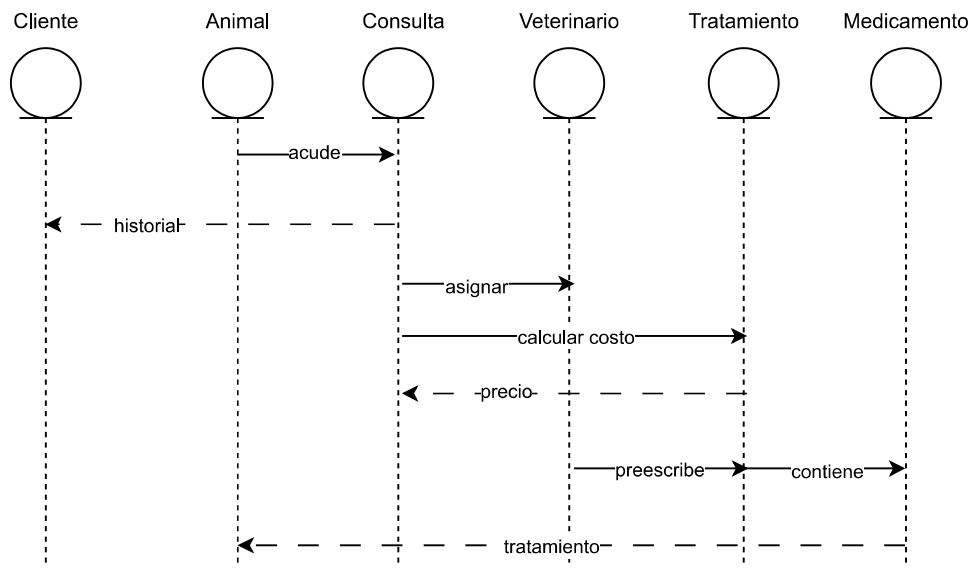 Cliente
Animal
Consulta
Veterinario
Tratamiento
Medicamento
acude
historial
asignar
calcular costo
precio
preescribe
contiene
tratamiento